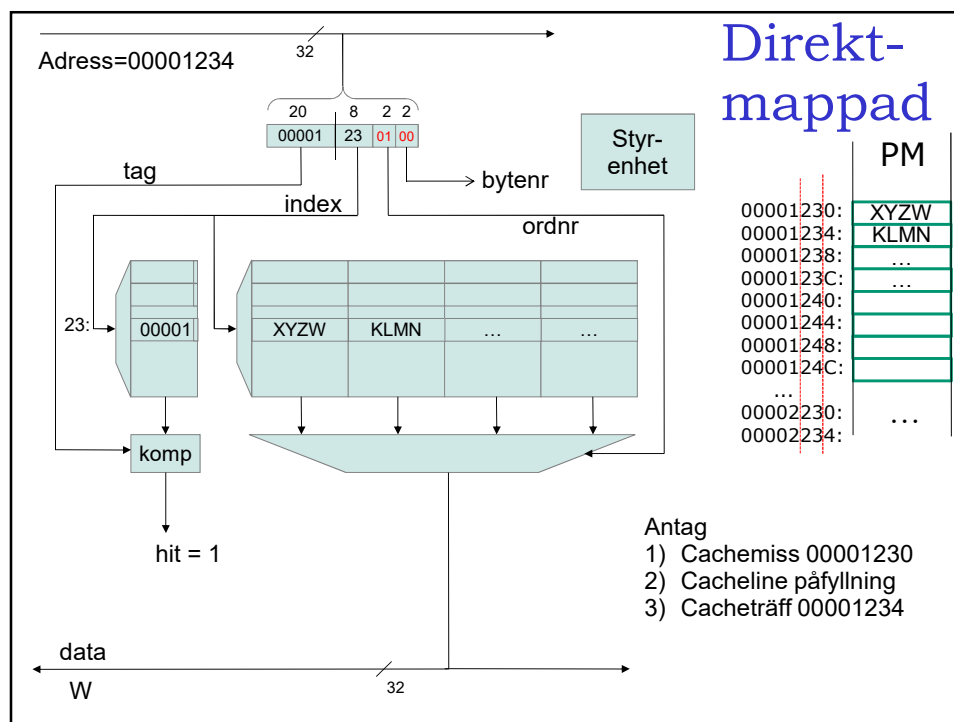 Direkt-
mappad
32
Adress=00001234
20 8 2 2
00001 23 01 00
Styr-
enhet
PM
tag
bytenr
index
ordnr
00001230: XYZW
00001234: KLMN
00001238: ...
0000123C: ...
00001240:
00001244:
00001248:
0000124C:
...
00002230: ...
00002234:
23: 00001 XYZW KLMN ... ...
komp
hit = 1
Antag
1) Cachemiss 00001230
2) Cacheline påfyllning
3) Cacheträff 00001234
data
W
32